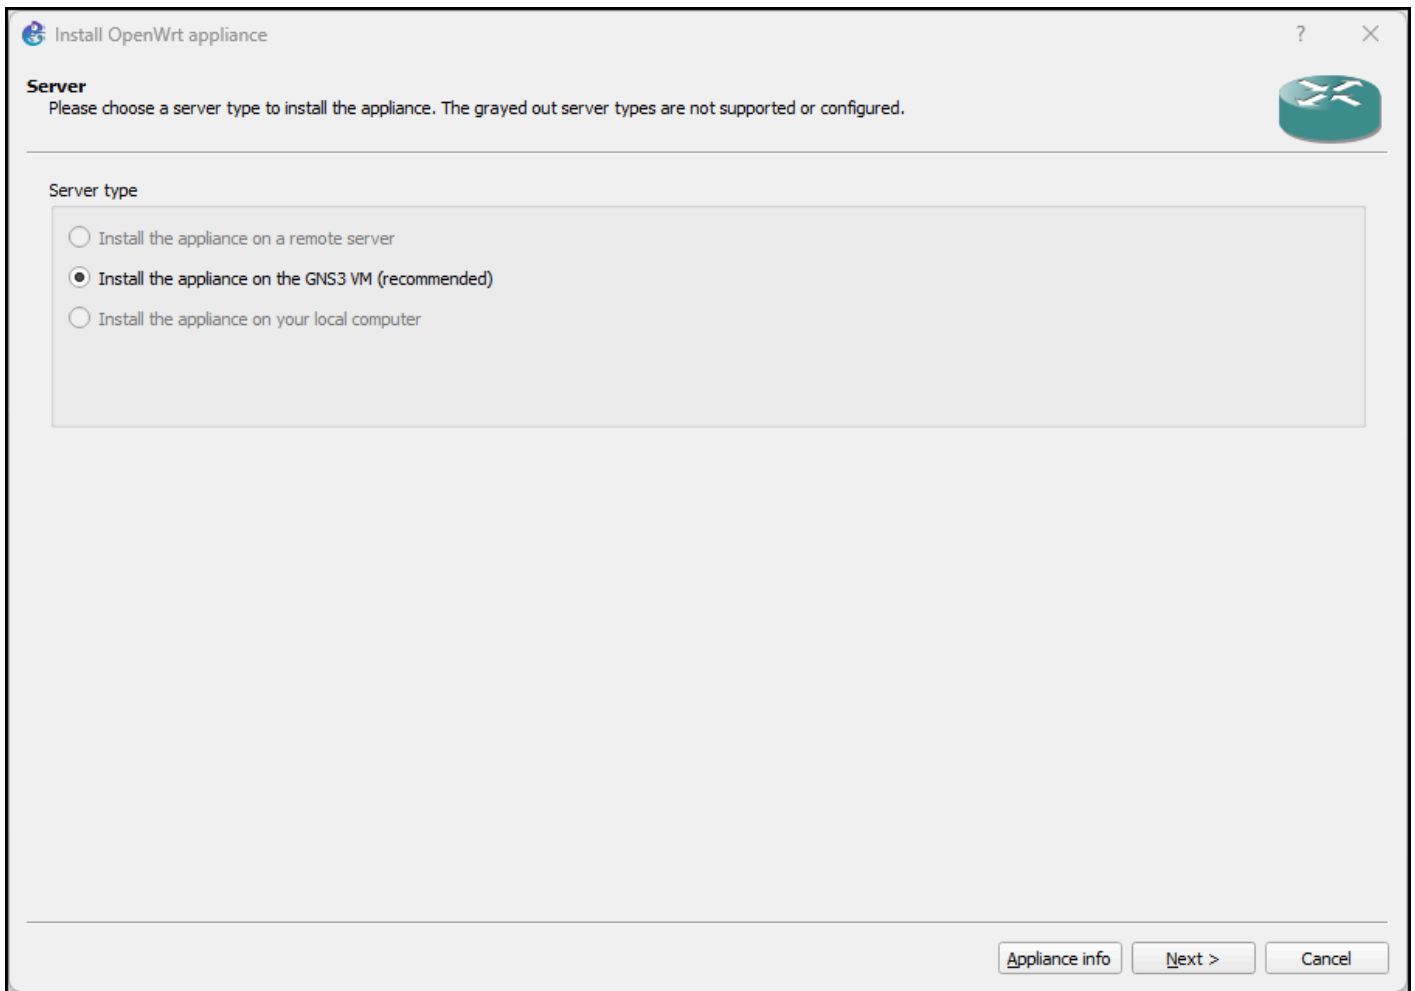 Install OpenWrt appliance
Server
Please choose a server type to install the appliance. The grayed out server types are not supported or configured.
Server type
Install the appliance on a remote server
Install the appliance on the GNS3 VM (recommended)
Install the appliance on your local computer
Appliance info
Next >
Cancel